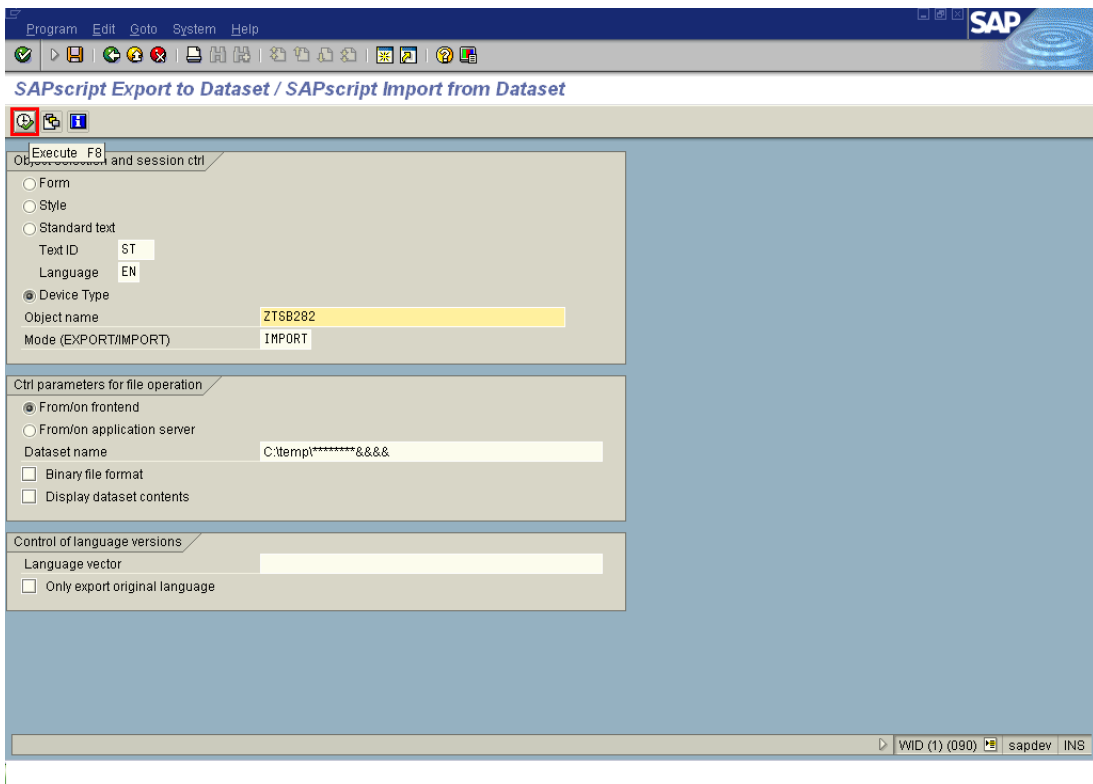 Program Edit Goto System Help
SAP
SAPscript Export to Dataset / SAPscript Import from Dataset
Execute F8
Object selection and session ctrl
Form
Style
Standard text
Text ID ST
Language EN
Device Type
Object name ZTSB282
Mode (EXPORT/IMPORT) IMPORT
Ctrl parameters for file operation
From/on frontend
From/on application server
Dataset name C:\temp\********&&&&
Binary file format
Display dataset contents
Control of language versions
Language vector
Only export original language
WID (1) (090) sapdev INS